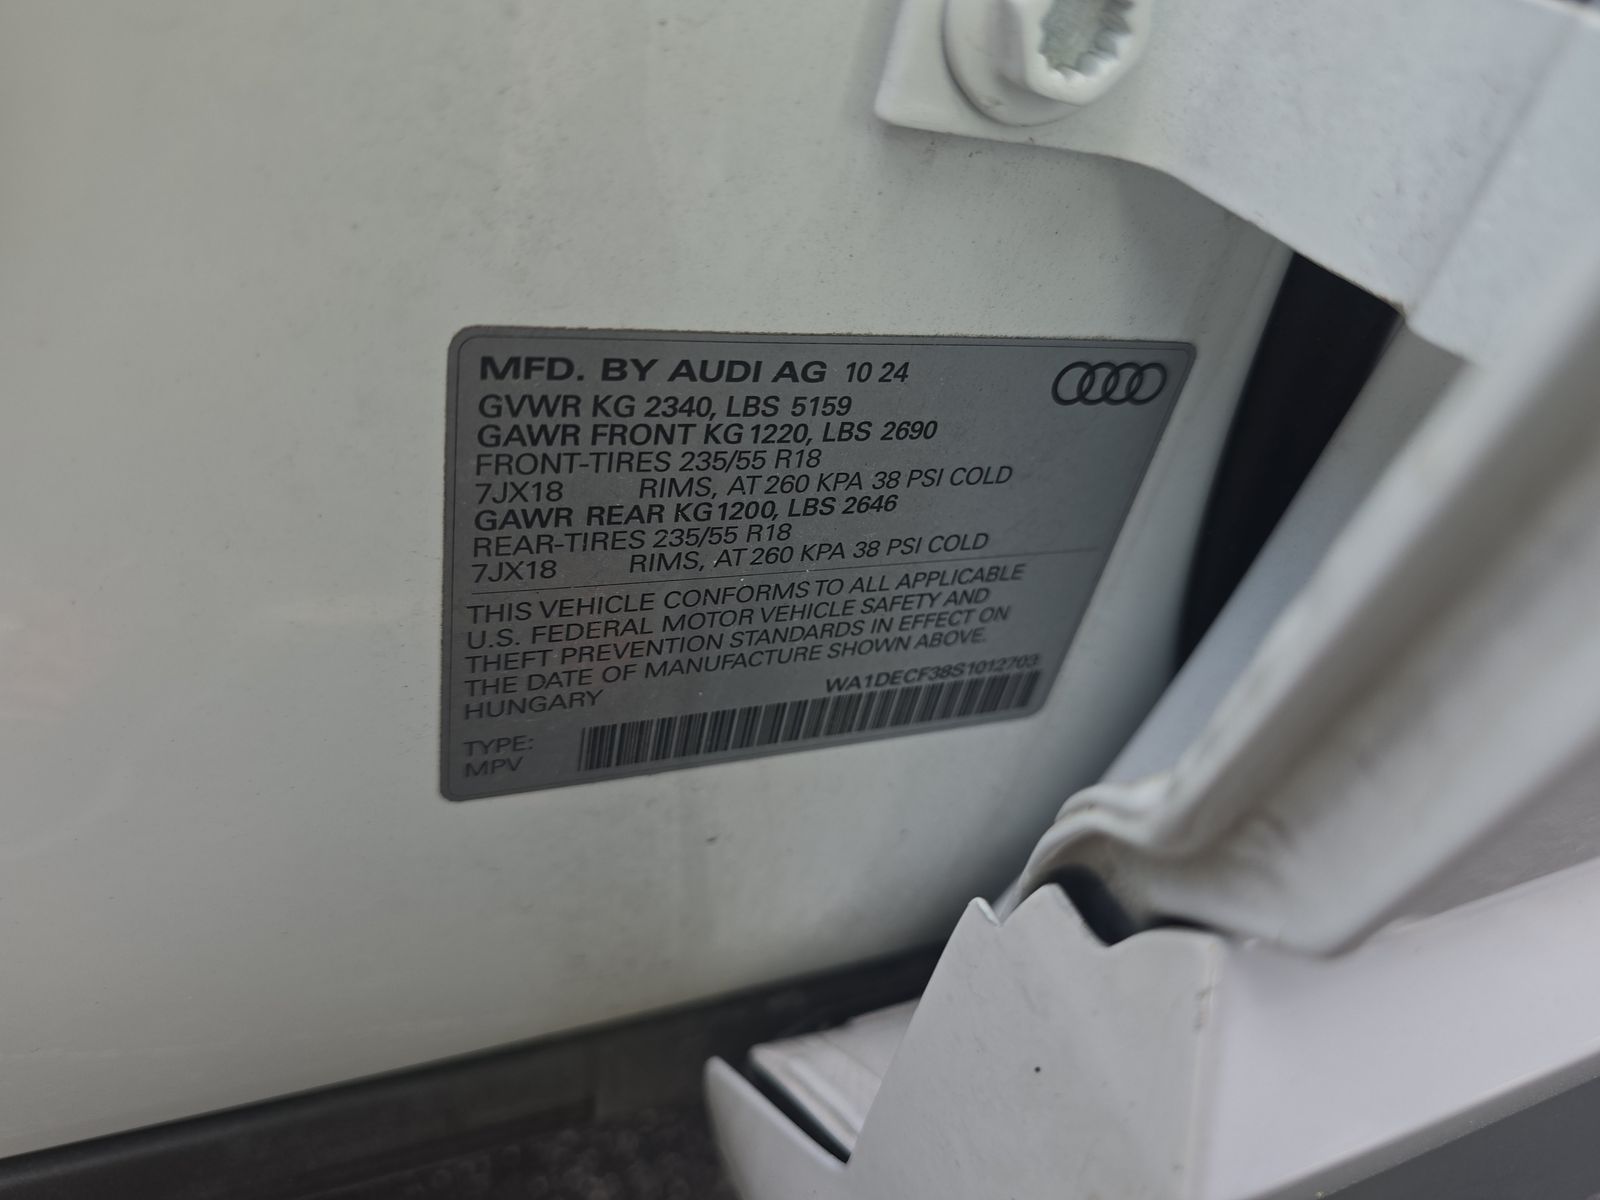 MFD. BY AUDI AG 10 24
GVWR KG 2340, LBS 5159
GAWR FRONT KG 1220, LBS 2690
FRONT-TIRES 235/55 R18
7JX18 RIMS, AT 260 KPA 38 PSI COLD
GAWR REAR KG 1200, LBS 2646
REAR-TIRES 235/55 R18
7JX18 RIMS, AT 260 KPA 38 PSI COLD
THIS VEHICLE CONFORMS TO ALL APPLICABLE
U.S. FEDERAL MOTOR VEHICLE SAFETY AND
THEFT PREVENTION STANDARDS IN EFFECT ON
THE DATE OF MANUFACTURE SHOWN ABOVE.
HUNGARY WA1DECF38S1012703
TYPE:
MPV